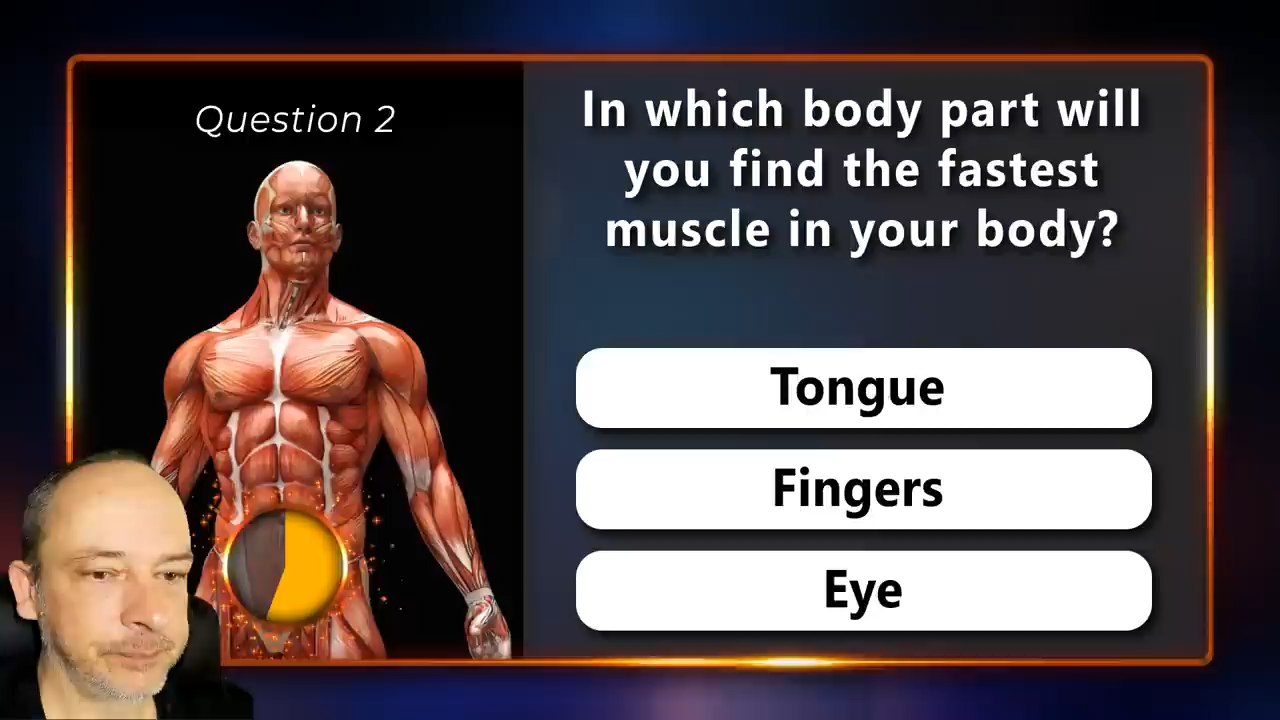 Question 2
In which body part will
you find the fastest
muscle in your body?
Tongue
Fingers
Eye